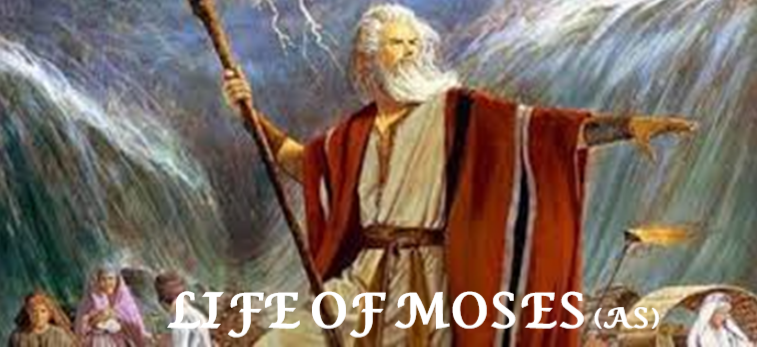 LIFE OF MOSES (AS)